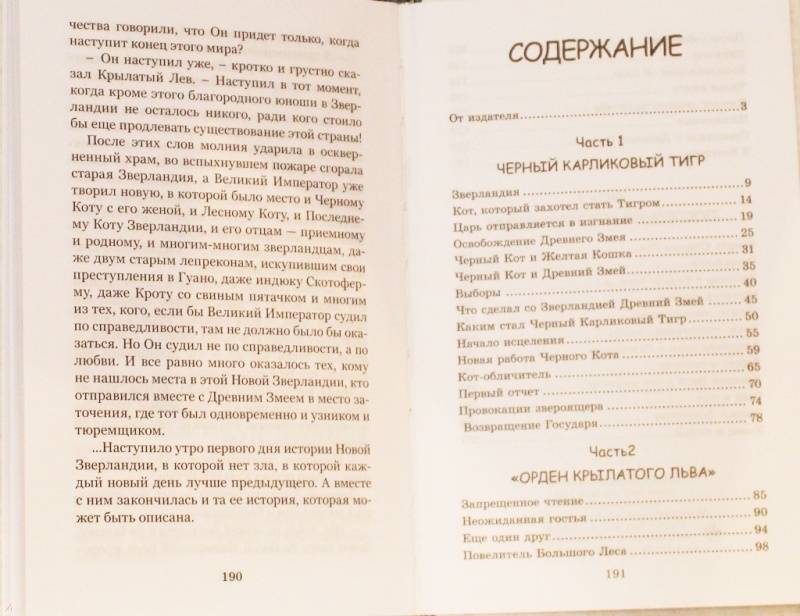 чества говорили, что Он придет только, когда
наступит конец этого мира?
– Он наступил уже, – кротко и грустно ска-
зал Крылатый Лев. – Наступил в тот момент,
когда кроме этого благородного юноши в Звер-
ландии не осталось никого, ради кого стоило
бы еще продлевать существование этой страны!
После этих слов молния ударила в осквер-
ненный храм, во вспыхнувшем пожаре сгорала
старая Зверландия, а Великий Император уже
творил новую, в которой было место и Черному
Коту с его женой, и Лесному Коту, и Последне-
му Коту Зверландии, и его отцам — приемному
и родному, и многим-многим зверландцам, да-
же двум старым лепреконам, искупившим свои
преступления в Гуано, даже индюку Скотофер-
му, даже Кроту со свиным пятачком и многим
из тех, кого, если бы Великий Император судил
по справедливости, там не должно было бы ока-
заться. Но Он судил не по справедливости, а по
любви. И все равно много оказалось тех, кому
не нашлось места в этой Новой Зверландии, кто
отправился вместе с Древним Змеем в место за-
точения, где тот был одновременно и узником и
тюремщиком.
...Наступило утро первого дня истории Новой
Зверландии, в которой нет зла, в которой каж-
дый новый день лучше предыдущего. А вместе
с ним закончилась и та ее история, которая мо-
жет быть описана.
190
СОДЕРЖАНИЕ
От издателя 3
Часть 1
ЧЕРНЫЙ КАРЛИКОВЫЙ ТИГР
Зверландия 9
Кот, который захотел стать Тигром 14
Царь отправляется в изгнание 19
Освобождение Древнего Змея 25
Черный Кот и Желтая Кошка 31
Черный Кот и Древний Змей 35
Выборы 40
Что сделал со Зверландией Древний Змей 45
Каким стал Черный Карликовый Тигр 50
Начало исцеления 55
Новая работа Черного Кота 59
Кот-обличитель 65
Первый отчет 70
Провокации звероящера 74
Возвращение Государя 78
Часть2
«ОРДЕН КРЫЛАТОГО ЛЬВА»
Запрещенное чтение 85
Неожиданная гостья 90
Еще один друг 94
Повелитель Большого Леса 98
191